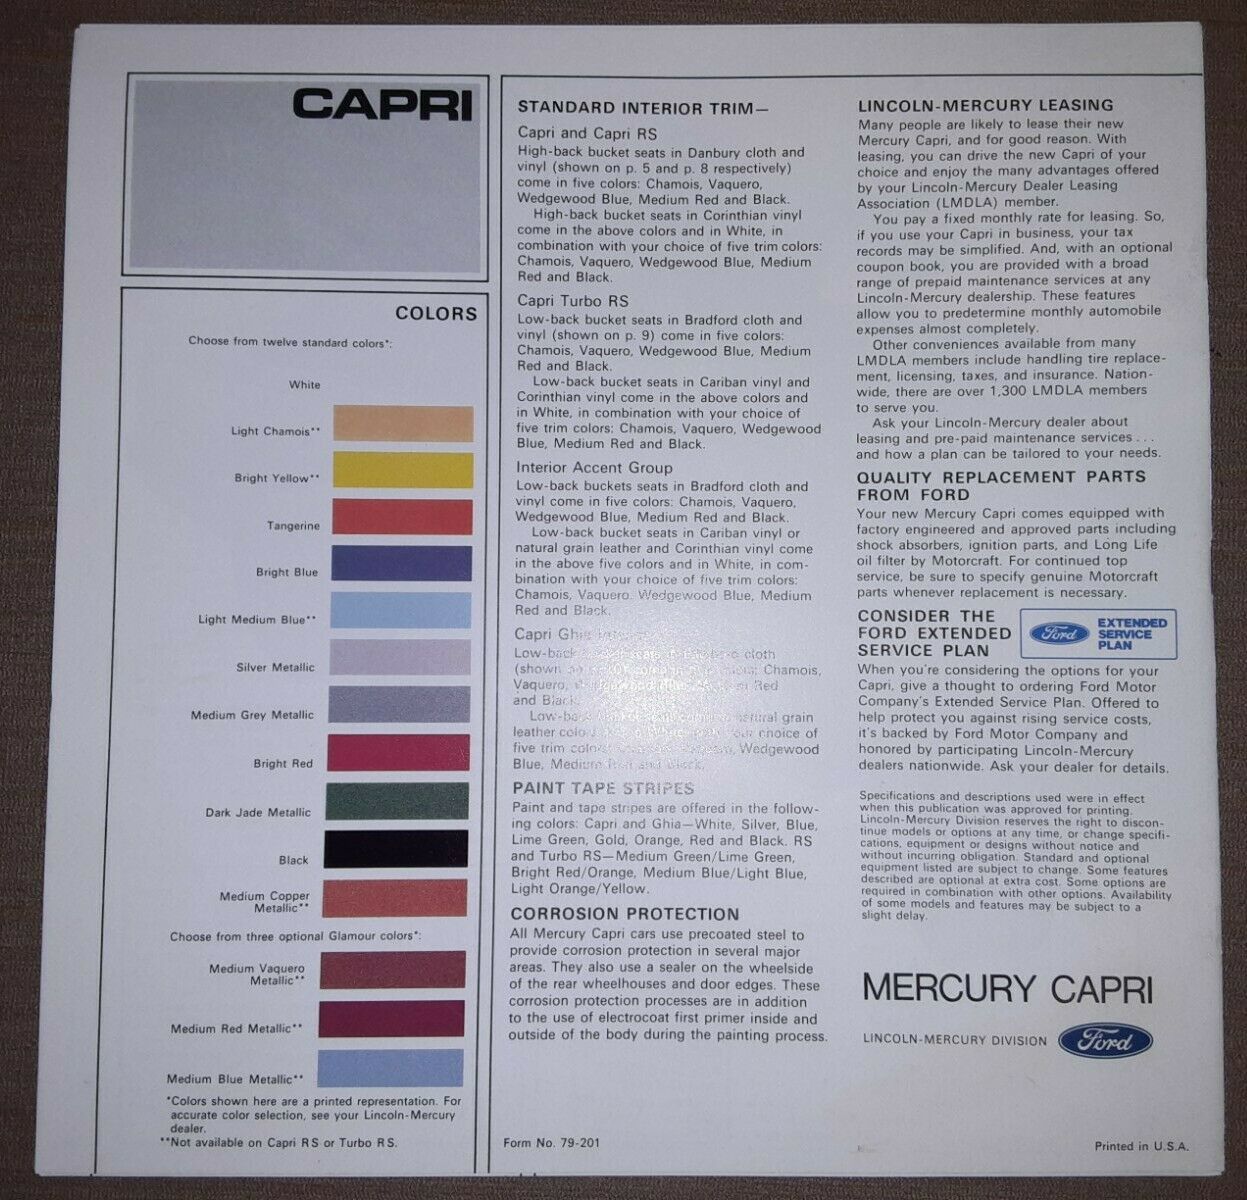 CAPRI
COLORS
Choose from twelve standard colors*:
White
Light Chamois**
Bright Yellow**
Tangerine
Bright Blue
Light Medium Blue**
Silver Metallic
Medium Grey Metallic
Bright Red
Dark Jade Metallic
Black
Medium Copper
Metallic**
Choose from three optional Glamour colors*:
Medium Vaquero
Metallic**
Medium Red Metallic**
Medium Blue Metallic**
*Colors shown here are a printed representation. For
accurate color selection, see your Lincoln-Mercury
dealer.
**Not available on Capri RS or Turbo RS.
STANDARD INTERIOR TRIM—
Capri and Capri RS
High-back bucket seats in Danbury cloth and
vinyl (shown on p. 5 and p. 8 respectively)
come in five colors: Chamois, Vaquero,
Wedgewood Blue, Medium Red and Black.
High-back bucket seats in Corinthian vinyl
come in the above colors and in White, in
combination with your choice of five trim colors:
Chamois, Vaquero, Wedgewood Blue, Medium
Red and Black.
Capri Turbo RS
Low-back bucket seats in Bradford cloth and
vinyl (shown on p. 9) come in five colors:
Chamois, Vaquero, Wedgewood Blue, Medium
Red and Black.
Low-back bucket seats in Cariban vinyl and
Corinthian vinyl come in the above colors and
in White, in combination with your choice of
five trim colors: Chamois, Vaquero, Wedgewood
Blue, Medium Red and Black.
Interior Accent Group
Low-back buckets seats in Bradford cloth and
vinyl come in five colors: Chamois, Vaquero,
Wedgewood Blue, Medium Red and Black.
Low-back bucket seats in Cariban vinyl or
natural grain leather and Corinthian vinyl come
in the above five colors and in White, in com-
bination with your choice of five trim colors:
Chamois, Vaquero, Wedgewood Blue, Medium
Red and Black.
Capri Ghia
Low-back cloth
(shown Chamois,
Vaquero, Red
and Black.
Low-back natural grain
leather choice of
five trim colors: Wedgewood
Blue, Medium Red and Black.
PAINT TAPE STRIPES
Paint and tape stripes are offered in the follow-
ing colors: Capri and Ghia—White, Silver, Blue,
Lime Green, Gold, Orange, Red and Black. RS
and Turbo RS—Medium Green/Lime Green,
Bright Red/Orange, Medium Blue/Light Blue,
Light Orange/Yellow.
CORROSION PROTECTION
All Mercury Capri cars use precoated steel to
provide corrosion protection in several major
areas. They also use a sealer on the wheelside
of the rear wheelhouses and door edges. These
corrosion protection processes are in addition
to the use of electrocoat first primer inside and
outside of the body during the painting process.
Form No. 79-201
LINCOLN-MERCURY LEASING
Many people are likely to lease their new
Mercury Capri, and for good reason. With
leasing, you can drive the new Capri of your
choice and enjoy the many advantages offered
by your Lincoln-Mercury Dealer Leasing
Association (LMDLA) member.
You pay a fixed monthly rate for leasing. So,
if you use your Capri in business, your tax
records may be simplified. And, with an optional
coupon book, you are provided with a broad
range of prepaid maintenance services at any
Lincoln-Mercury dealership. These features
allow you to predetermine monthly automobile
expenses almost completely.
Other conveniences available from many
LMDLA members include handling tire replace-
ment, licensing, taxes, and insurance. Nation-
wide, there are over 1,300 LMDLA members
to serve you.
Ask your Lincoln-Mercury dealer about
leasing and pre-paid maintenance services . . .
and how a plan can be tailored to your needs.
QUALITY REPLACEMENT PARTS
FROM FORD
Your new Mercury Capri comes equipped with
factory engineered and approved parts including
shock absorbers, ignition parts, and Long Life
oil filter by Motorcraft. For continued top
service, be sure to specify genuine Motorcraft
parts whenever replacement is necessary.
CONSIDER THE
FORD EXTENDED
SERVICE PLAN
Ford
EXTENDED
SERVICE
PLAN
When you're considering the options for your
Capri, give a thought to ordering Ford Motor
Company's Extended Service Plan. Offered to
help protect you against rising service costs,
it's backed by Ford Motor Company and
honored by participating Lincoln-Mercury
dealers nationwide. Ask your dealer for details.
Specifications and descriptions used were in effect
when this publication was approved for printing.
Lincoln-Mercury Division reserves the right to discon-
tinue models or options at any time, or change specifi-
cations, equipment or designs without notice and
without incurring obligation. Standard and optional
equipment listed are subject to change. Some features
described are optional at extra cost. Some options are
required in combination with other options. Availability
of some models and features may be subject to a
slight delay.
MERCURY CAPRI
LINCOLN-MERCURY DIVISION
Ford
Printed in U.S.A.